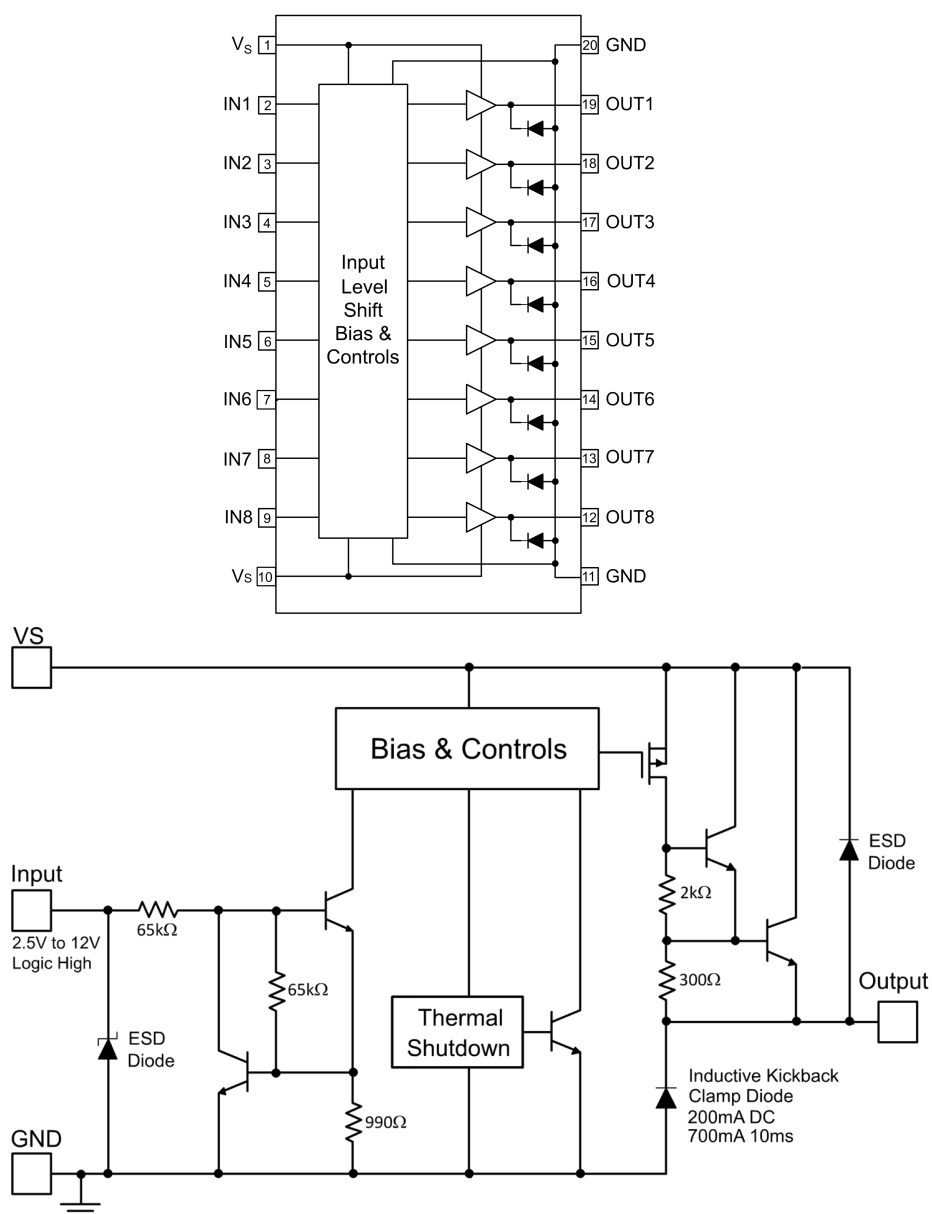 VS 1 20 GND
IN1 2 19 OUT1
IN2 3 18 OUT2
IN3 4 17 OUT3
IN4 5 16 OUT4
IN5 6 15 OUT5
IN6 7 14 OUT6
IN7 8 13 OUT7
IN8 9 12 OUT8
VS 10 11 GND
Input
Level
Shift
Bias &
Controls
VS
Bias & Controls
ESD
Diode
Input
2.5V to 12V
Logic High
65kΩ
65kΩ
ESD
Diode
990Ω
Thermal
Shutdown
2kΩ
300Ω
Output
Inductive Kickback
Clamp Diode
200mA DC
700mA 10ms
GND